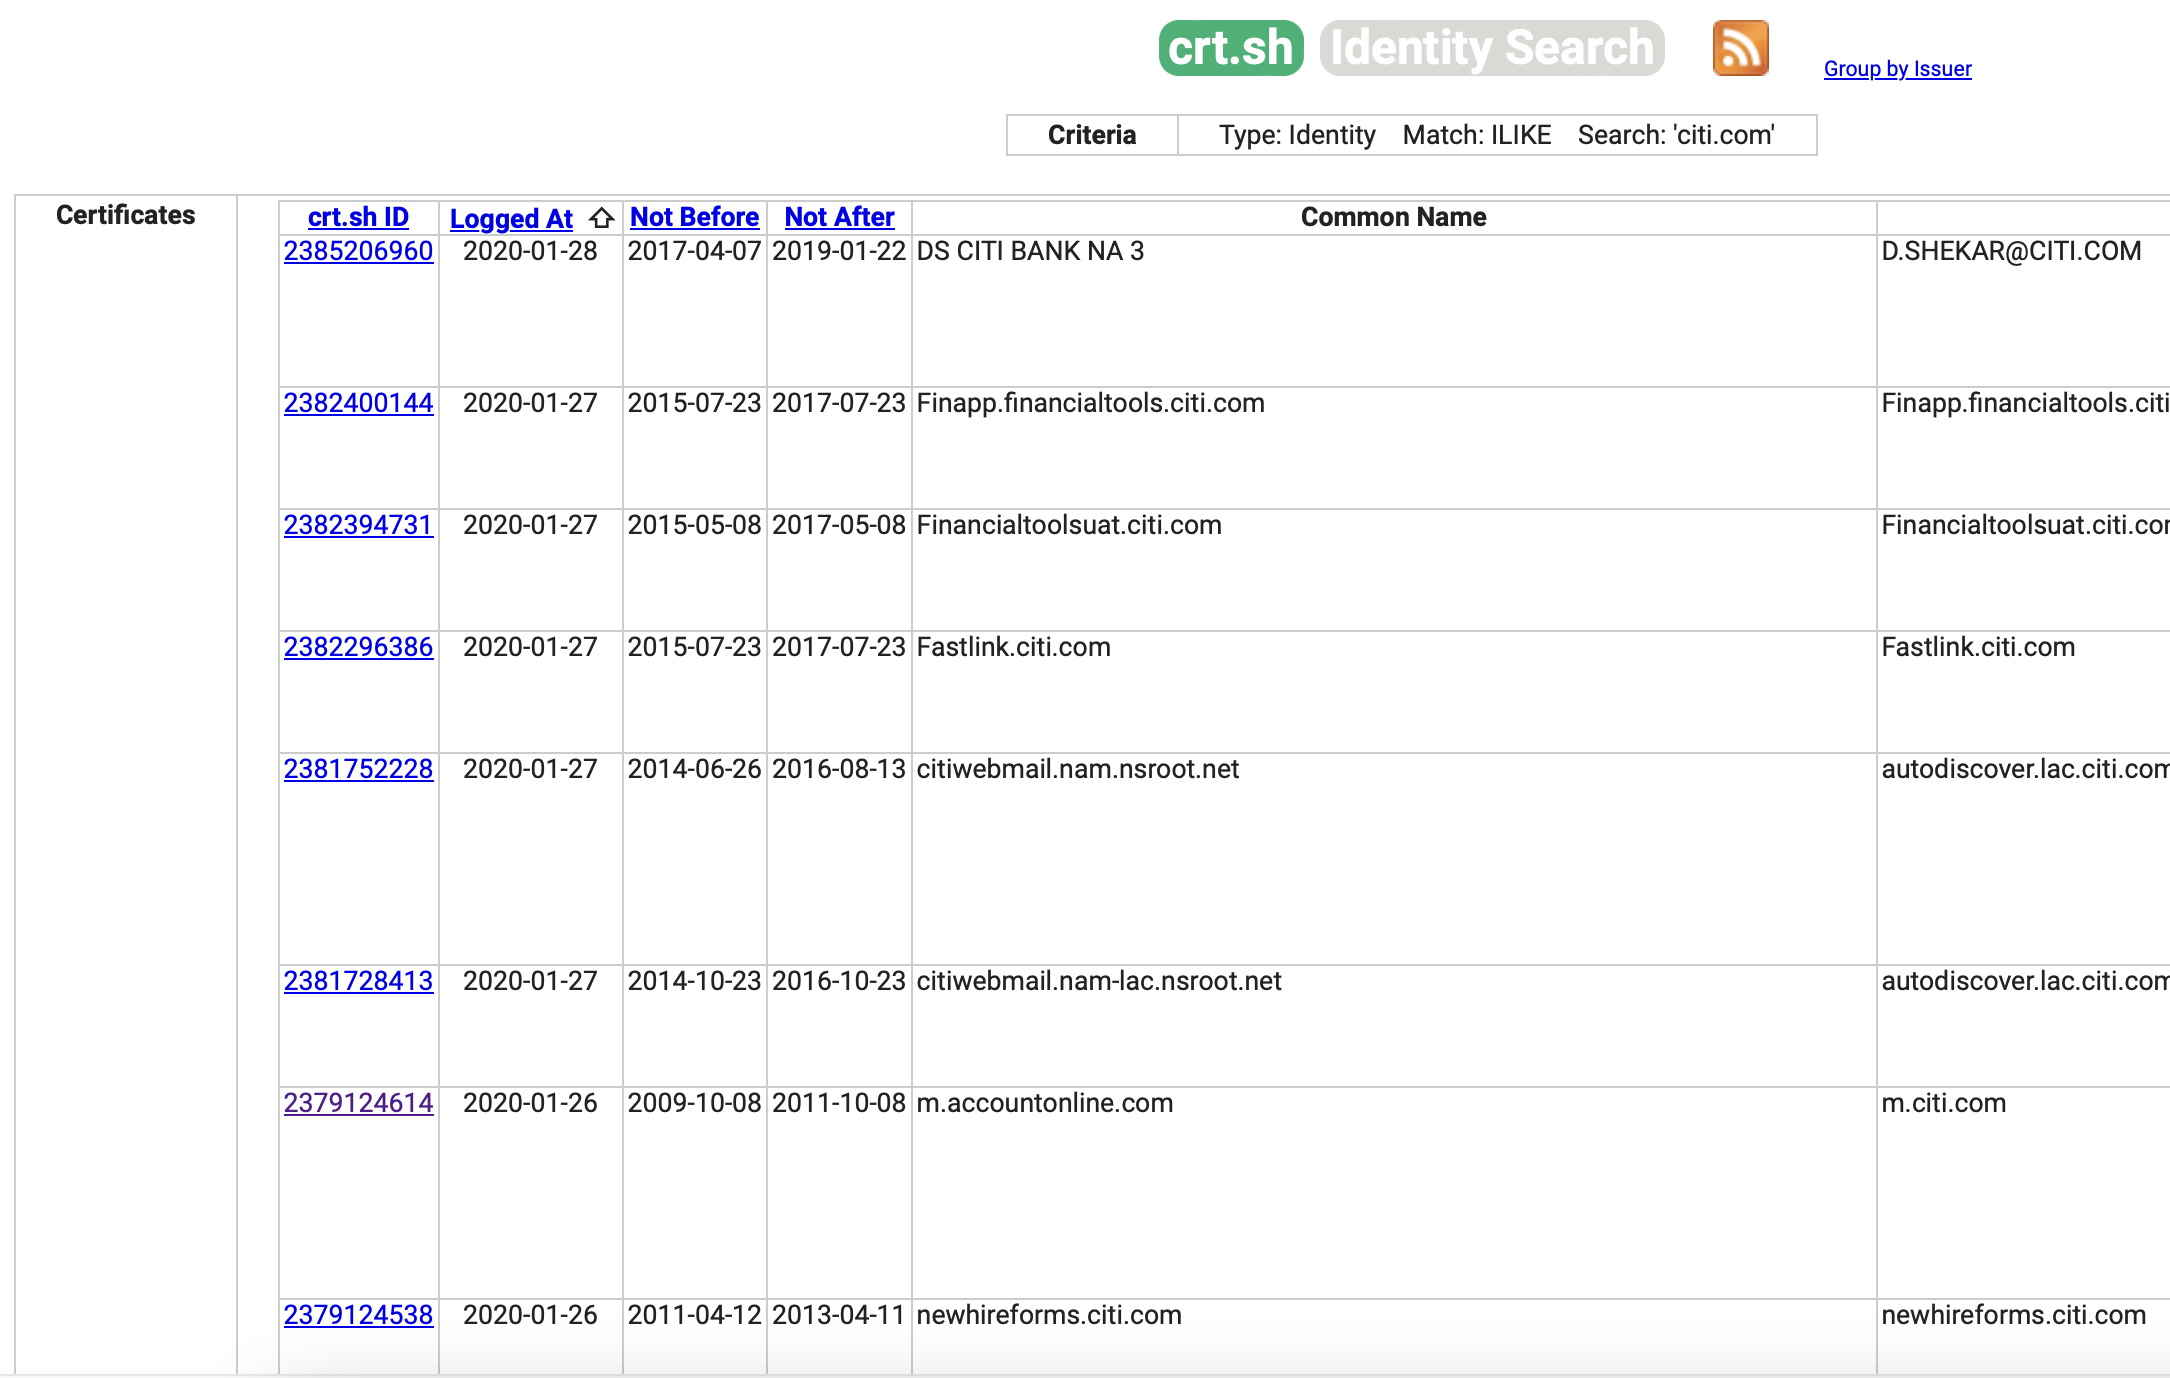 crt.sh Identity Search Group by Issuer
Criteria Type: Identity Match: ILIKE Search: 'citi.com'
Certificates crt.sh ID Logged At ⇧ Not Before Not After Common Name
2385206960 2020-01-28 2017-04-07 2019-01-22 DS CITI BANK NA 3 D.SHEKAR@CITI.COM
2382400144 2020-01-27 2015-07-23 2017-07-23 Finapp.financialtools.citi.com Finapp.financialtools.citi
2382394731 2020-01-27 2015-05-08 2017-05-08 Financialtoolsuat.citi.com Financialtoolsuat.citi.com
2382296386 2020-01-27 2015-07-23 2017-07-23 Fastlink.citi.com Fastlink.citi.com
2381752228 2020-01-27 2014-06-26 2016-08-13 citiwebmail.nam.nsroot.net autodiscover.lac.citi.com
2381728413 2020-01-27 2014-10-23 2016-10-23 citiwebmail.nam-lac.nsroot.net autodiscover.lac.citi.com
2379124614 2020-01-26 2009-10-08 2011-10-08 m.accountonline.com m.citi.com
2379124538 2020-01-26 2011-04-12 2013-04-11 newhireforms.citi.com newhireforms.citi.com